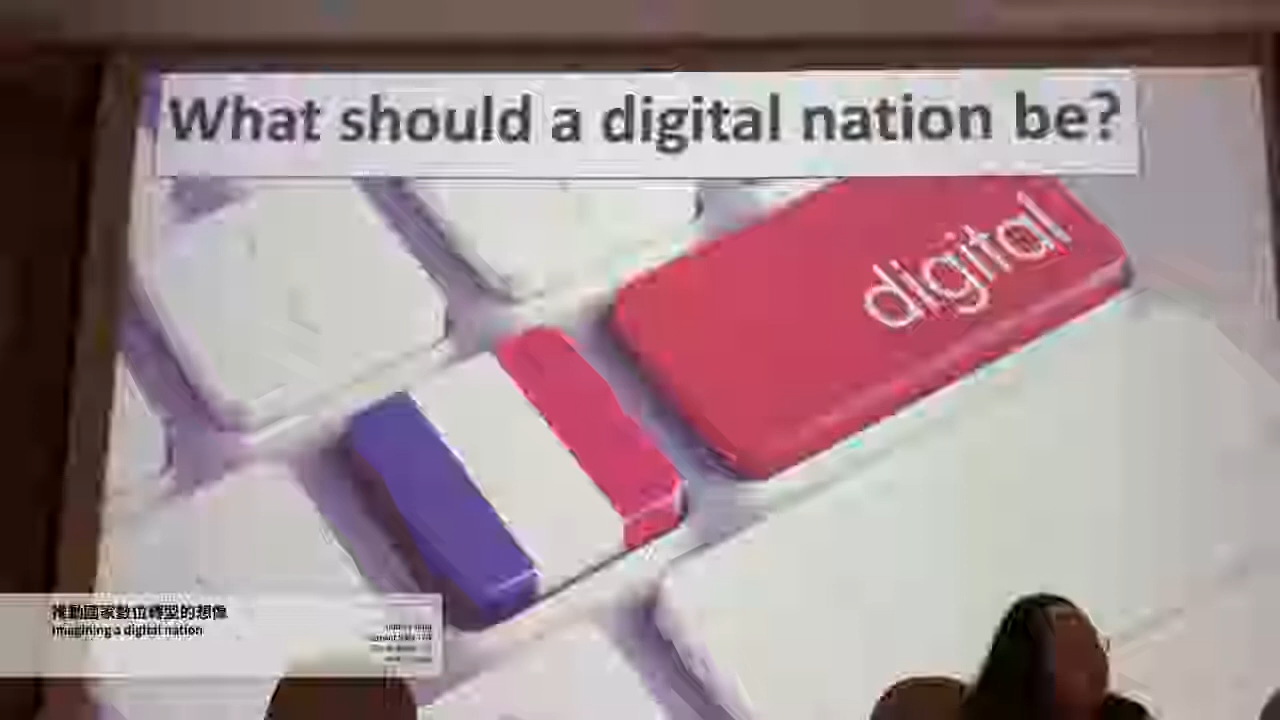 What should a digital nation be?
digital
推動國家數位轉型的想像
Imagining a digital nation